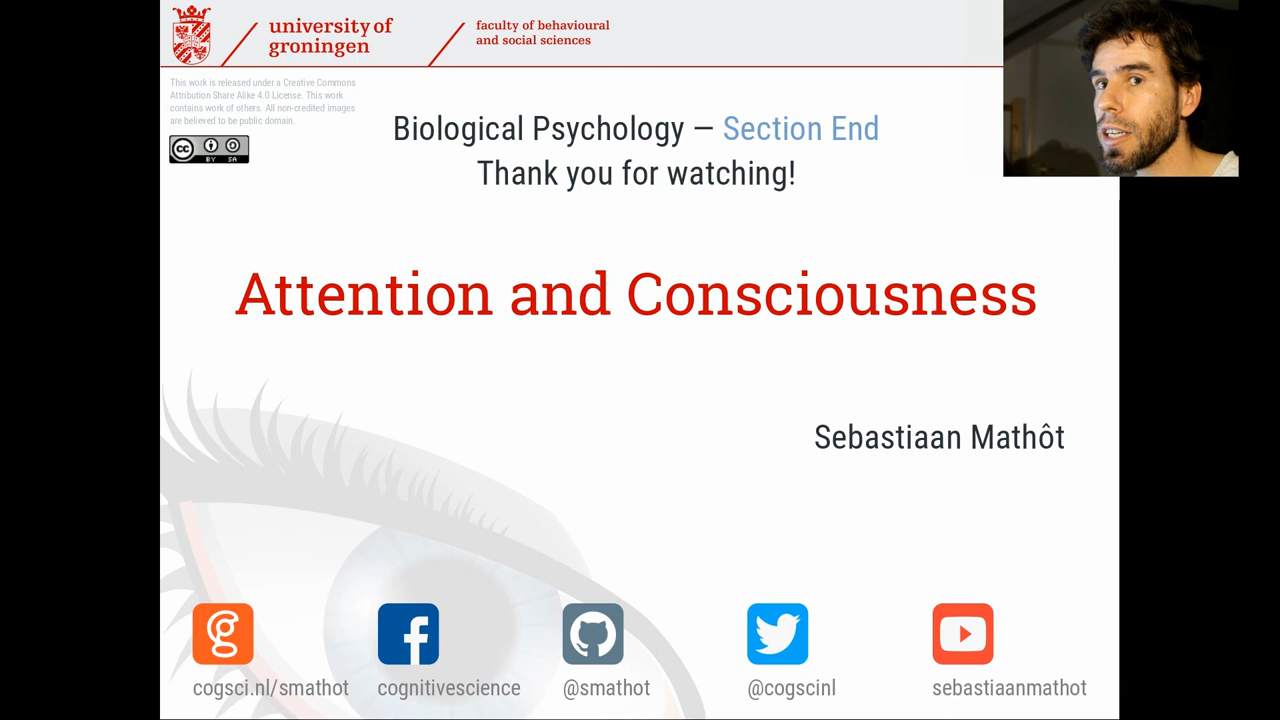 university of
groningen
faculty of behavioural
and social sciences
This work is released under a Creative Commons
Attribution Share Alike 4.0 License. This work
contains work of others. All non-credited images
are believed to be public domain.
cc
BY SA
Biological Psychology – Section End
Thank you for watching!
Attention and Consciousness
Sebastiaan Mathôt
cogsci.nl/smathot
cognitivescience
@smathot
@cogscinl
sebastiaanmathot